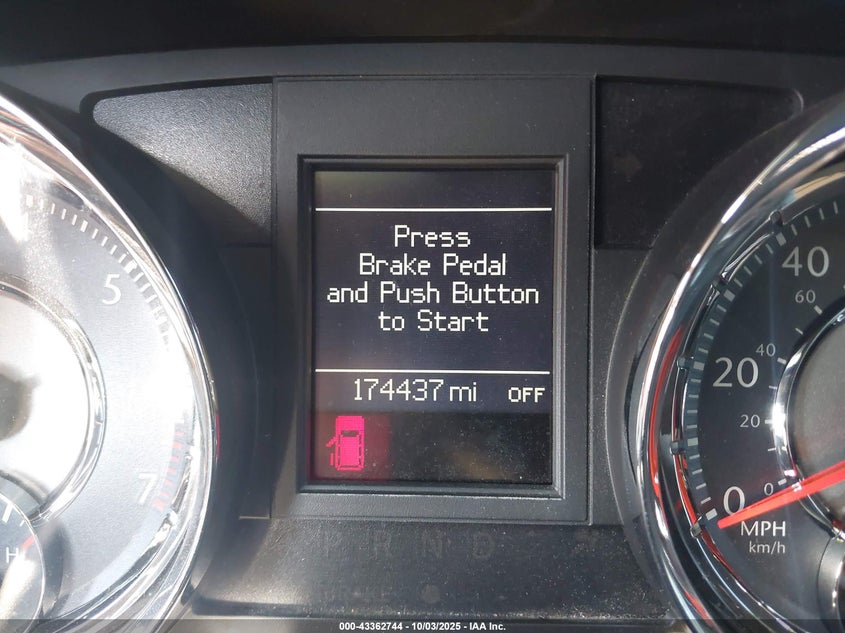 Press
Brake Pedal
and Push Button
to Start
174437 mi OFF
5
7
H
40
60
20
40
20
0
0
MPH
km/h
R N D
000-43362744 - 10/03/2025 - IAA Inc.